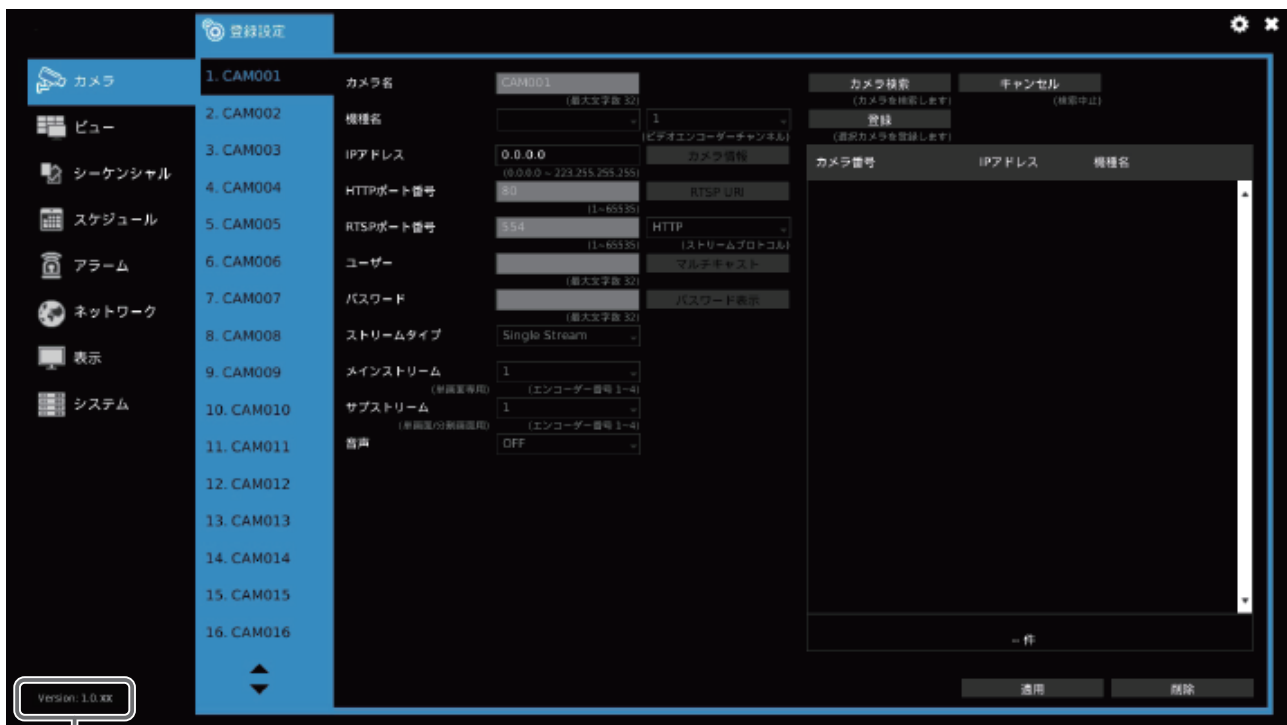 登録設定
カメラ
ビュー
シーケンシャル
スケジュール
アラーム
ネットワーク
表示
システム
Version: 1.0.xx
1. CAM001
2. CAM002
3. CAM003
4. CAM004
5. CAM005
6. CAM006
7. CAM007
8. CAM008
9. CAM009
10. CAM010
11. CAM011
12. CAM012
13. CAM013
14. CAM014
15. CAM015
16. CAM016
カメラ名 CAM001
(最大文字数 32)
機種名 1
(ビデオエンコーダーチャンネル)
IPアドレス 0.0.0.0 カメラ情報
(0.0.0.0 ~ 223.255.255.255)
HTTPポート番号 80 RTSP URI
(1~65535)
RTSPポート番号 554 HTTP
(1~65535) (ストリームプロトコル)
ユーザー マルチキャスト
(最大文字数 32)
パスワード パスワード表示
(最大文字数 32)
ストリームタイプ Single Stream
メインストリーム 1
(単画面専用) (エンコーダー番号 1~4)
サブストリーム 1
(単画面/分割画面用) (エンコーダー番号 1~4)
音声 OFF
カメラ検索 キャンセル
(カメラを検索します) (検索中止)
登録
(選択カメラを登録します)
カメラ番号 IPアドレス 機種名
-- 件
適用 削除